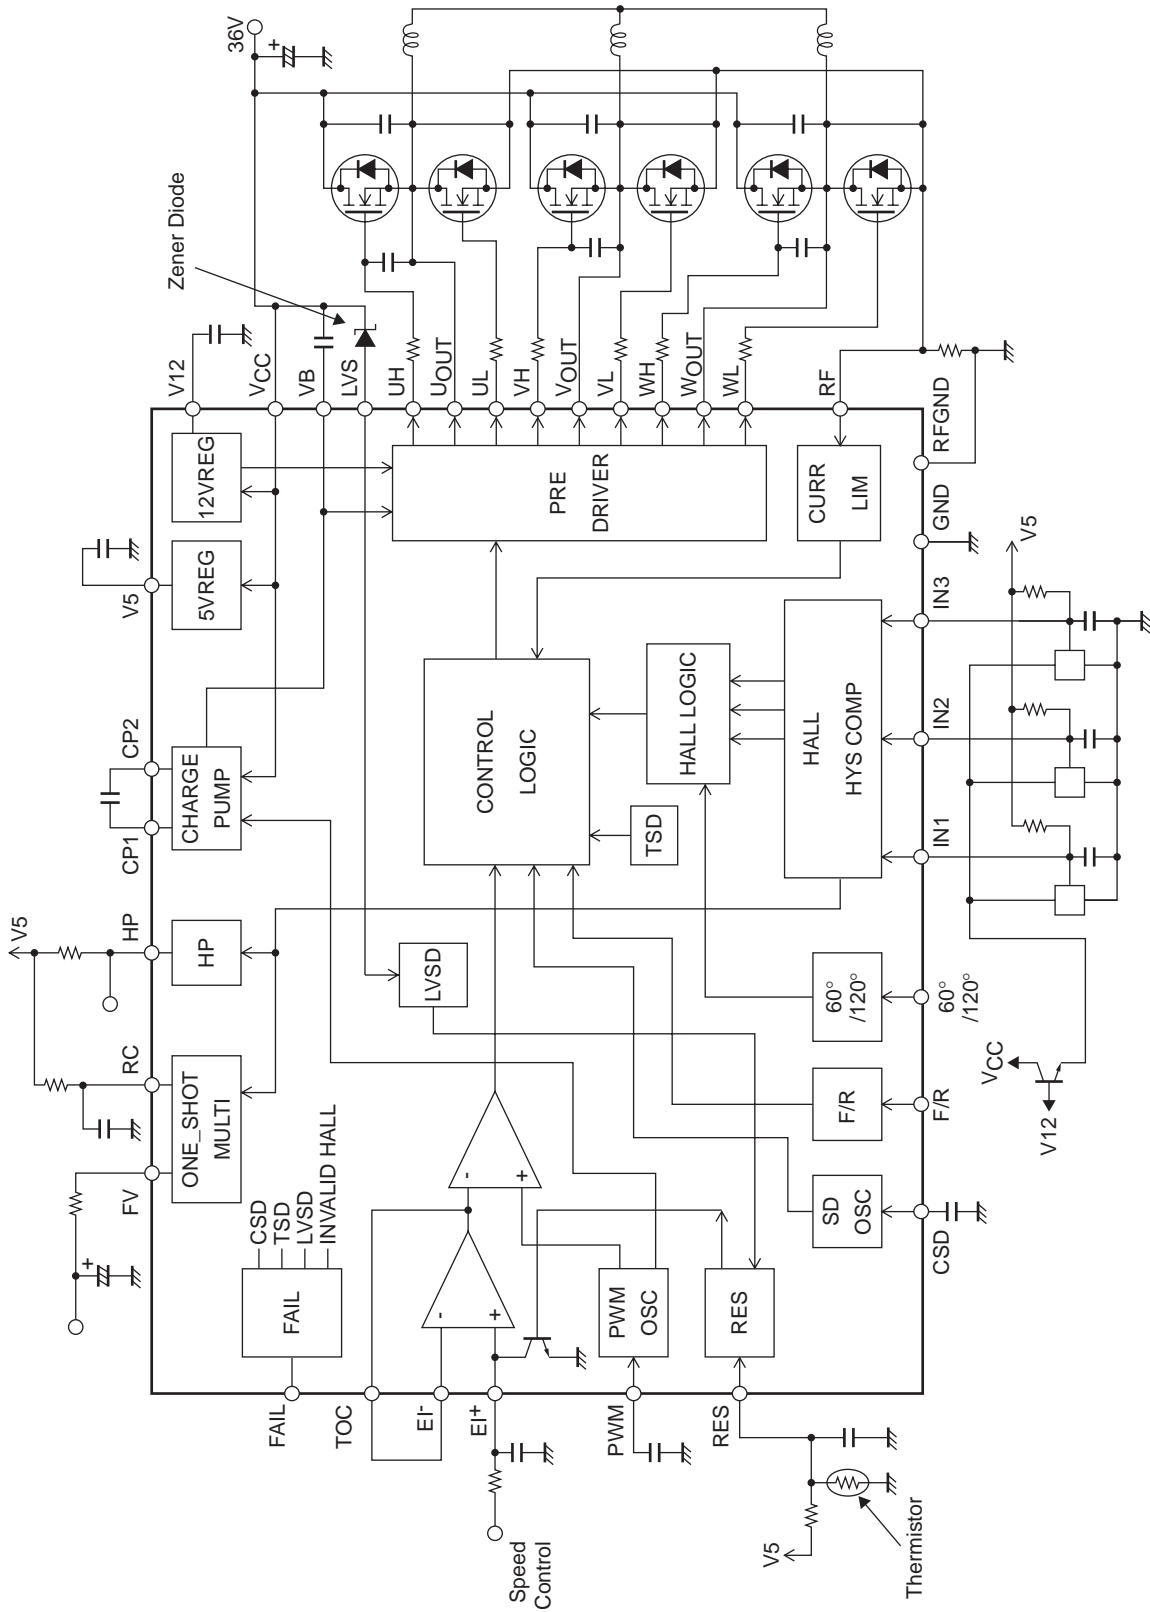 Speed
Control
V5
Thermistor
FAIL
TOC
EI-
EI+
PWM
RES
FAIL
CSD
TSD
LVSD
INVALID HALL
-
+
-
+
PWM
OSC
RES
FV
RC
V5
HP
CP1
CP2
V5
V12
VCC
VB
LVS
UH
UOUT
UL
VH
VOUT
VL
WH
WOUT
WL
RF
RFGND
GND
IN3
IN2
IN1
60°
/120°
F/R
CSD
ONE_SHOT
MULTI
HP
CHARGE
PUMP
5VREG
12VREG
LVSD
CONTROL
LOGIC
TSD
HALL LOGIC
HALL
HYS COMP
PRE
DRIVER
CURR
LIM
60°
/120°
F/R
SD
OSC
VCC
V12
V5
Zener Diode
36V
+
+